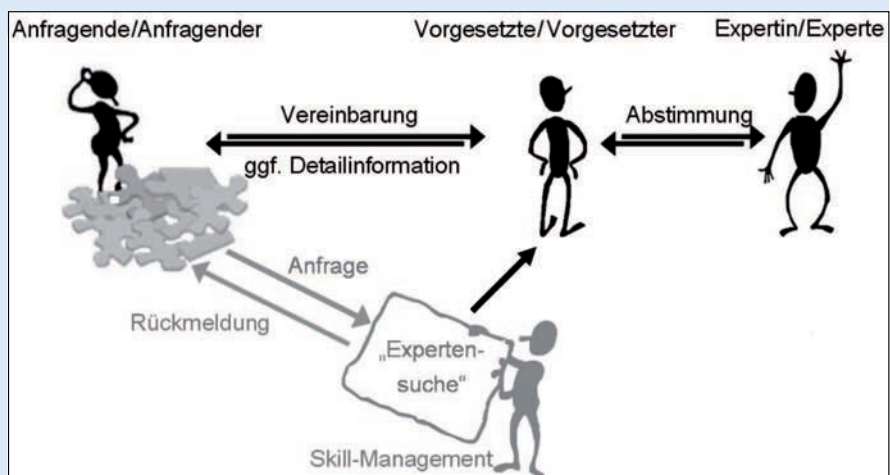 Anfragende/Anfragender
Vorgesetzte/Vorgesetzter
Expertin/Experte
Vereinbarung
ggf. Detailinformation
Abstimmung
Anfrage
Rückmeldung
„Experten-
suche“
Skill-Management